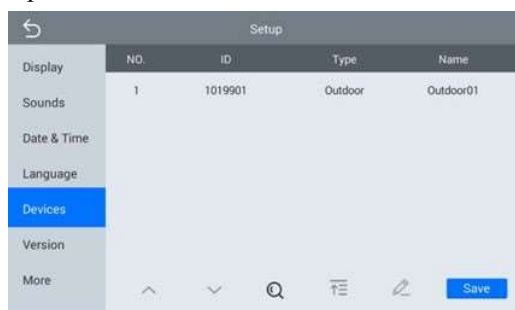 Setup
NO. ID Type Name
1 1019901 Outdoor Outdoor01
Display
Sounds
Date & Time
Language
Devices
Version
More
Save